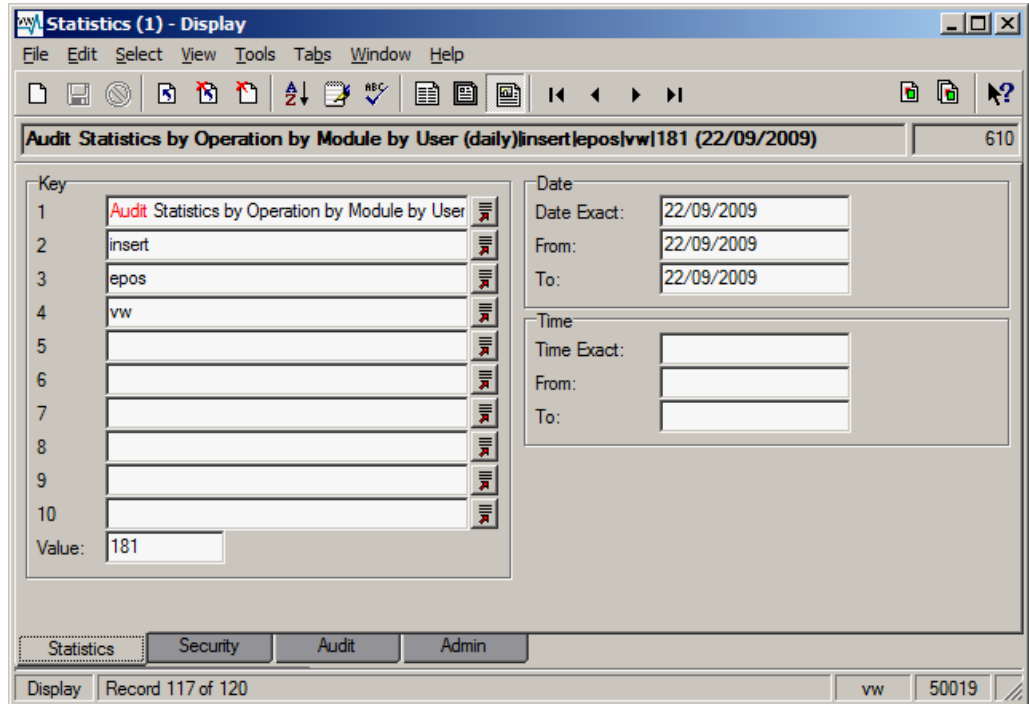 Statistics (1) - Display
File Edit Select View Tools Tabs Window Help
Audit Statistics by Operation by Module by User (daily)|insert|epos|vw|181 (22/09/2009) 610
Key
1 Audit Statistics by Operation by Module by User
2 insert
3 epos
4 vw
5
6
7
8
9
10
Value: 181
Date
Date Exact: 22/09/2009
From: 22/09/2009
To: 22/09/2009
Time
Time Exact:
From:
To:
Statistics Security Audit Admin
Display Record 117 of 120 vw 50019